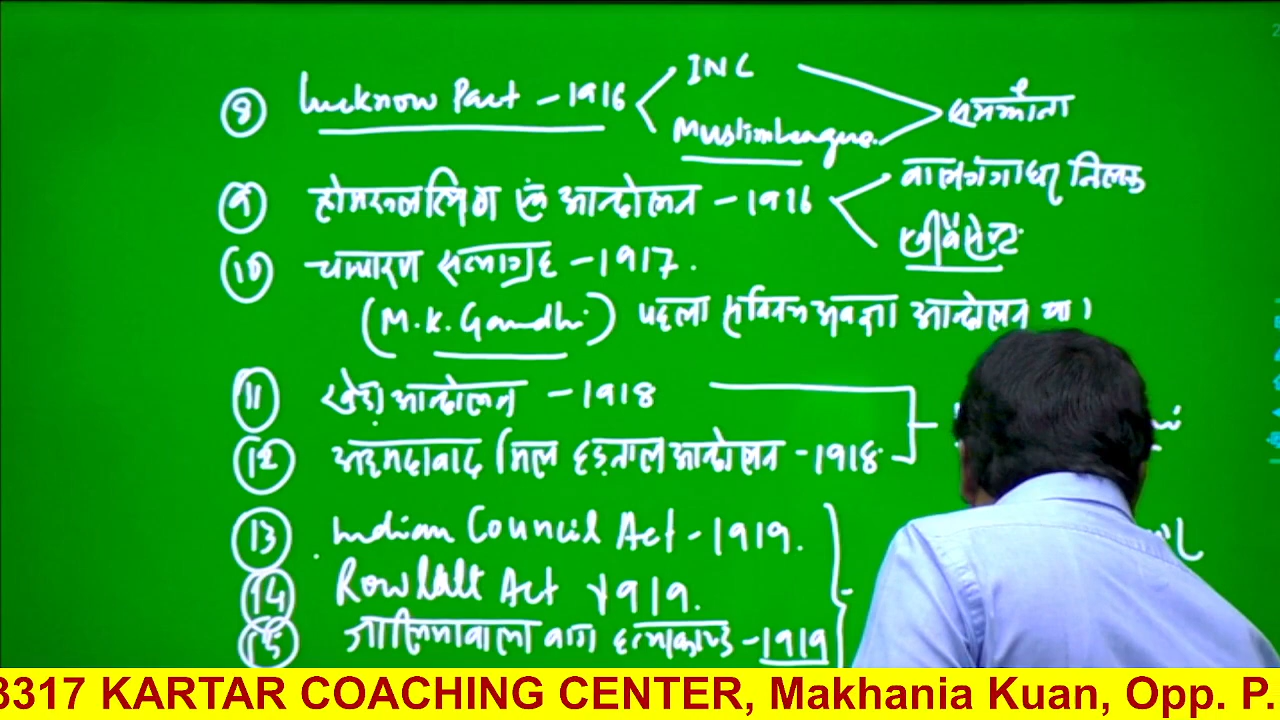 8 Lucknow Pact - 1916 INC
Muslim League. समझौता
9 होमरूल लिग एवं आन्दोलन - 1916 बालगंगाधर तिलक
एनीबेसेन्ट
10 चम्पारण सत्याग्रह - 1917.
(M.K. Gandhi) पहला सविनय अवज्ञा आन्दोलन था।
11 खेड़ा आन्दोलन - 1918
12 अहमदाबाद मिल हड़ताल आन्दोलन - 1918
13 Indian Council Act - 1919.
14 Rowlatt Act 1919.
15 जालियावाला बाग हत्याकाण्ड - 1919
3317 KARTAR COACHING CENTER, Makhania Kuan, Opp. P.